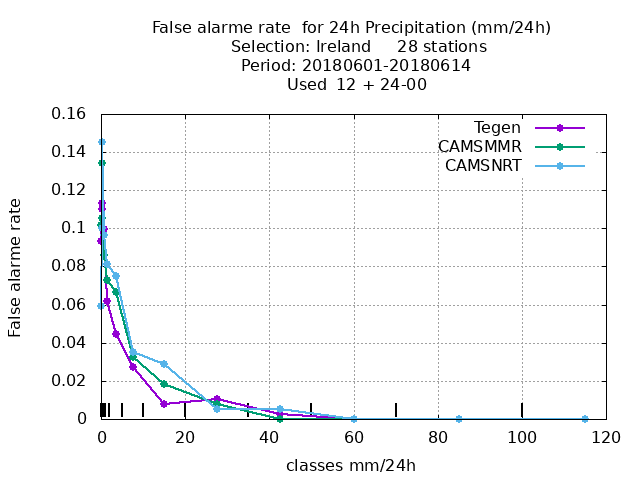 False alarme rate  for 24h Precipitation (mm/24h)
Selection: Ireland     28 stations
Period: 20180601-20180614
Used  12 + 24-00
0.16
0.14
0.12
0.1
0.08
0.06
0.04
0.02
0
False alarme rate
Tegen
CAMSMMR
CAMSNRT
0 20 40 60 80 100 120
classes mm/24h